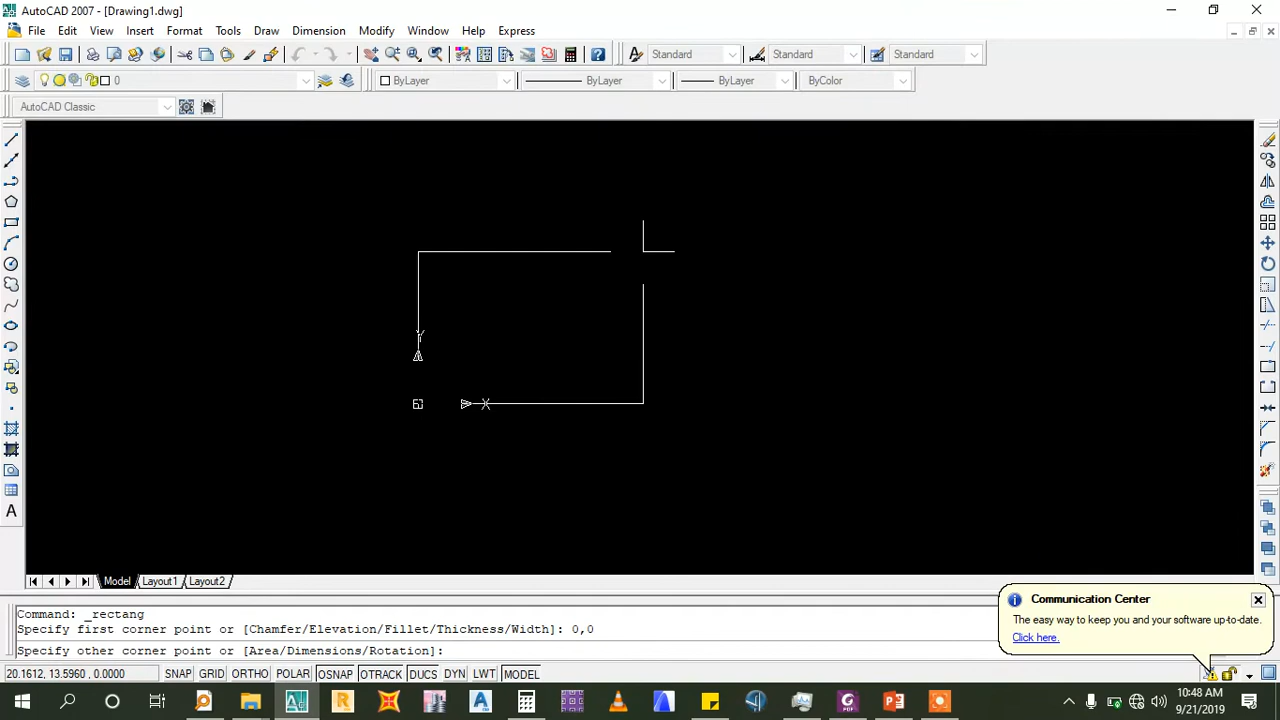 AutoCAD 2007 - [Drawing1.dwg]
File Edit View Insert Format Tools Draw Dimension Modify Window Help Express
Standard Standard Standard
0 ByLayer ByLayer ByLayer ByColor
AutoCAD Classic
A
Y
X
Model Layout1 Layout2
Communication Center
The easy way to keep you and your software up-to-date.
Click here.
Command: _rectang
Specify first corner point or [Chamfer/Elevation/Fillet/Thickness/Width]: 0,0
Specify other corner point or [Area/Dimensions/Rotation]:
20.1612, 13.5960, 0.0000 SNAP GRID ORTHO POLAR OSNAP OTRACK DUCS DYN LWT MODEL
10:48 AM
9/21/2019